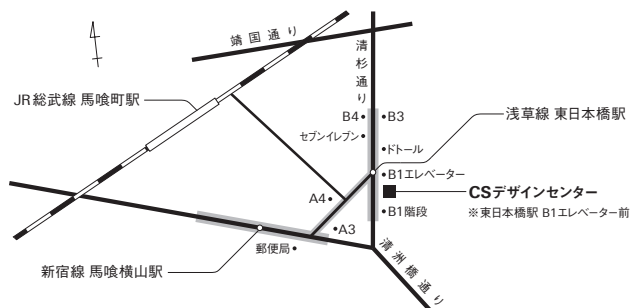 靖国通り
清杉通り
JR総武線 馬喰町駅
B4
B3
浅草線 東日本橋駅
セブンイレブン
ドトール
B1エレベーター
A4
CSデザインセンター
B1階段
※東日本橋駅 B1エレベーター前
A3
郵便局
清洲橋通り
新宿線 馬喰横山駅